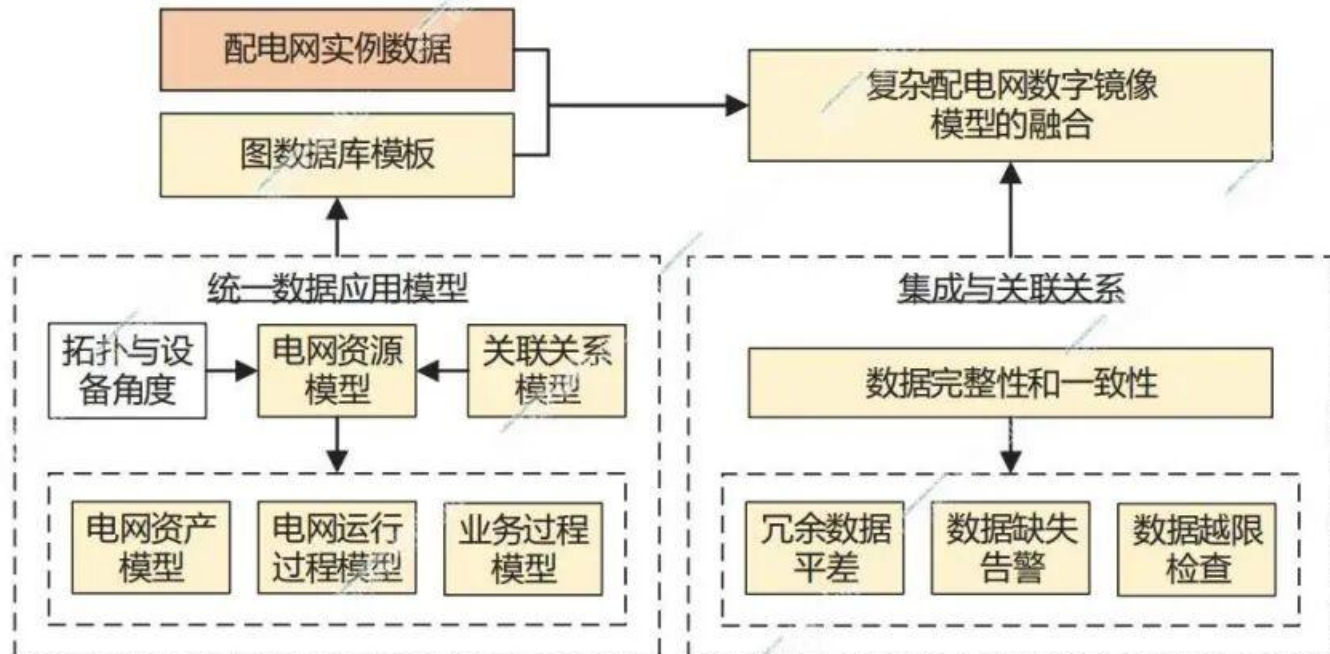 配电网实例数据
图数据库模板
复杂配电网数字镜像
模型的融合
统一数据应用模型
拓扑与设
备角度
电网资源
模型
关联关系
模型
电网资产
模型
电网运行
过程模型
业务过程
模型
集成与关联关系
数据完整性和一致性
冗余数据
平差
数据缺失
告警
数据越限
检查